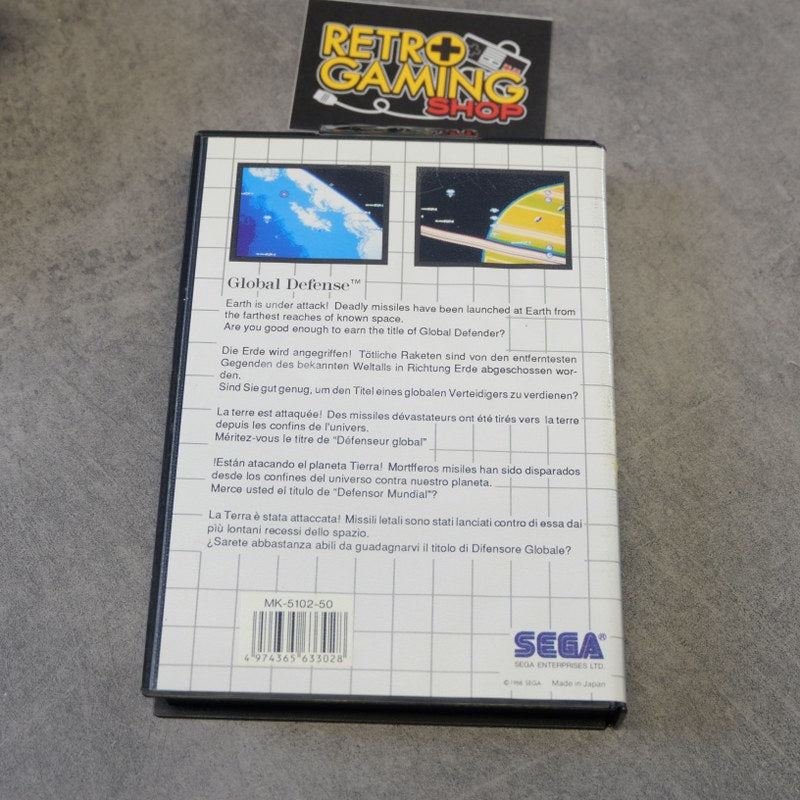 RETRO
GAMING
SHOP
Global Defense™
Earth is under attack! Deadly missiles have been launched at Earth from
the farthest reaches of known space.
Are you good enough to earn the title of Global Defender?
Die Erde wird angegriffen! Tötliche Raketen sind von den entferntesten
Gegenden des bekannten Weltalls in Richtung Erde abgeschossen wor-
den.
Sind Sie gut genug, um den Titel eines globalen Verteidigers zu verdienen?
La terre est attaquée! Des missiles dévastateurs ont été tirés vers la terre
depuis les confins de l'univers.
Méritez-vous le titre de "Défenseur global"
!Están atacando el planeta Tierra! Mortfferos misiles han sido disparados
desde los confines del universo contra nuestro planeta.
Merce usted el título de "Defensor Mundial"?
La Terra è stata attaccata! Missili letali sono stati lanciati contro di essa dai
più lontani recessi dello spazio.
¿Sarete abbastanza abili da guadagnarvi il titolo di Difensore Globale?
MK-5102-50
4 974365 633028
SEGA®
SEGA ENTERPRISES LTD.
© 1988 SEGA Made in Japan